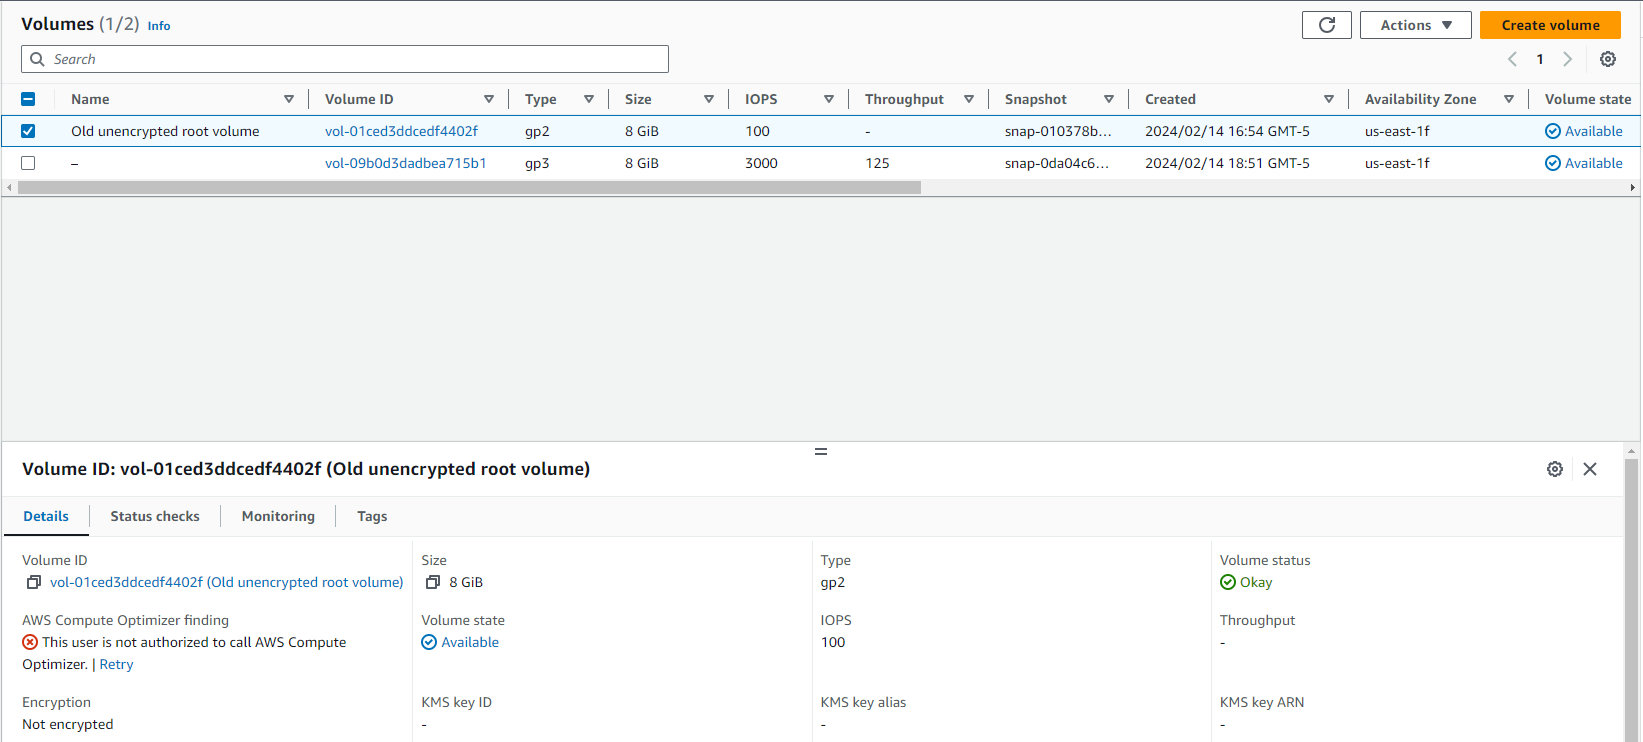 Volumes (1/2) Info
Actions Create volume
Search
1
Name Volume ID Type Size IOPS Throughput Snapshot Created Availability Zone Volume state
Old unencrypted root volume vol-01ced3ddcedf4402f gp2 8 GiB 100 - snap-010378b... 2024/02/14 16:54 GMT-5 us-east-1f Available
– vol-09b0d3dadbea715b1 gp3 8 GiB 3000 125 snap-0da04c6... 2024/02/14 18:51 GMT-5 us-east-1f Available
Volume ID: vol-01ced3ddcedf4402f (Old unencrypted root volume)
Details Status checks Monitoring Tags
Volume ID Size Type Volume status
vol-01ced3ddcedf4402f (Old unencrypted root volume) 8 GiB gp2 Okay
AWS Compute Optimizer finding Volume state IOPS Throughput
This user is not authorized to call AWS Compute Available 100 -
Optimizer. | Retry
Encryption KMS key ID KMS key alias KMS key ARN
Not encrypted - - -